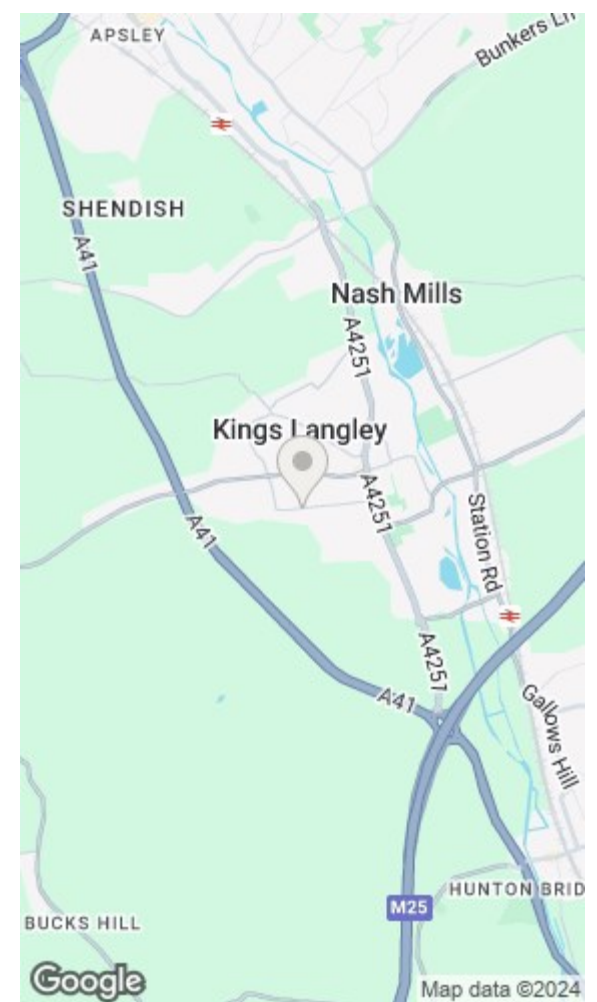 APSLEY
Bunkers Ln
SHENDISH
A41
Nash Mills
A4251
Kings Langley
A4251
A41
Station Rd
A4251
A41
Gallows Hill
M25
HUNTON BRID
BUCKS HILL
Google
Map data ©2024